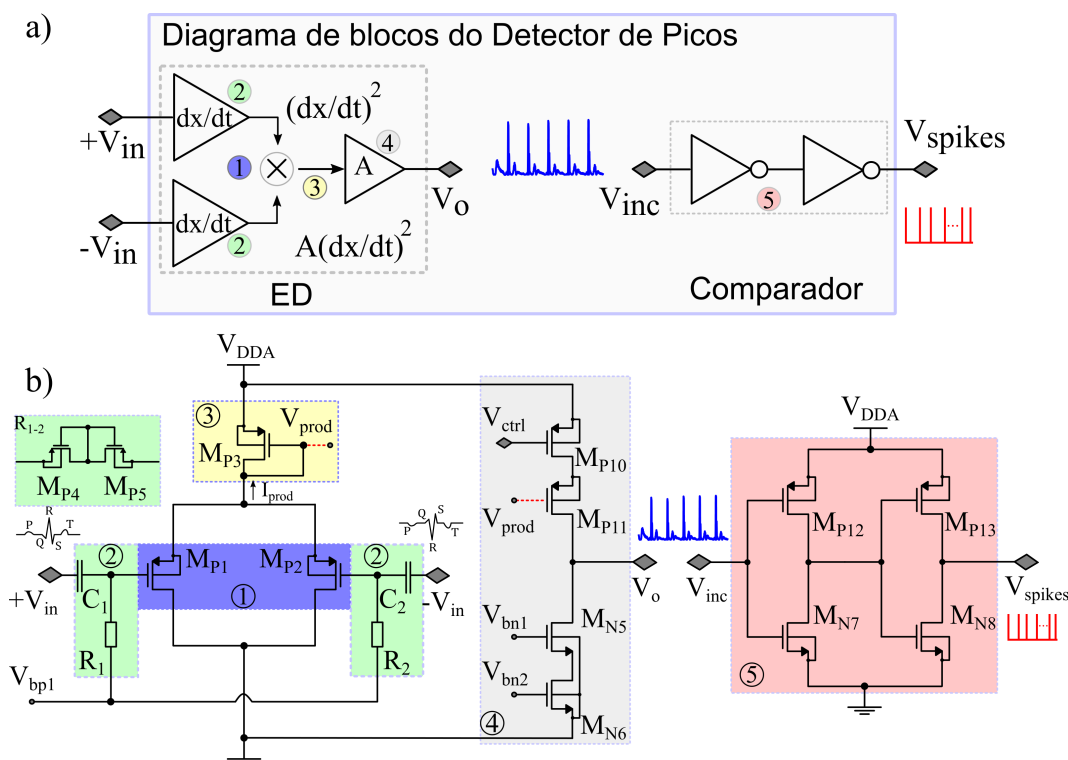 a)
Diagrama de blocos do Detector de Picos
dx/dt
2
(dx/dt)²
+Vin
1
×
3
4
A
Vo
dx/dt
2
-Vin
A(dx/dt)²
ED
Vinc
5
...
Vspikes
Comparador
b)
VDDA
3
Vprod
MP3
Iprod
R1-2
MP4
MP5
P
Q
R
S
T
2
+Vin
C1
R1
MP1
MP2
1
2
P
Q
S
R
T
C2
-Vin
R2
Vbp1
Vctrl
MP10
Vprod
MP11
Vo
Vbn1
MN5
Vbn2
MN6
4
VDDA
MP12
MP13
Vinc
Vspikes
...
MN7
MN8
5